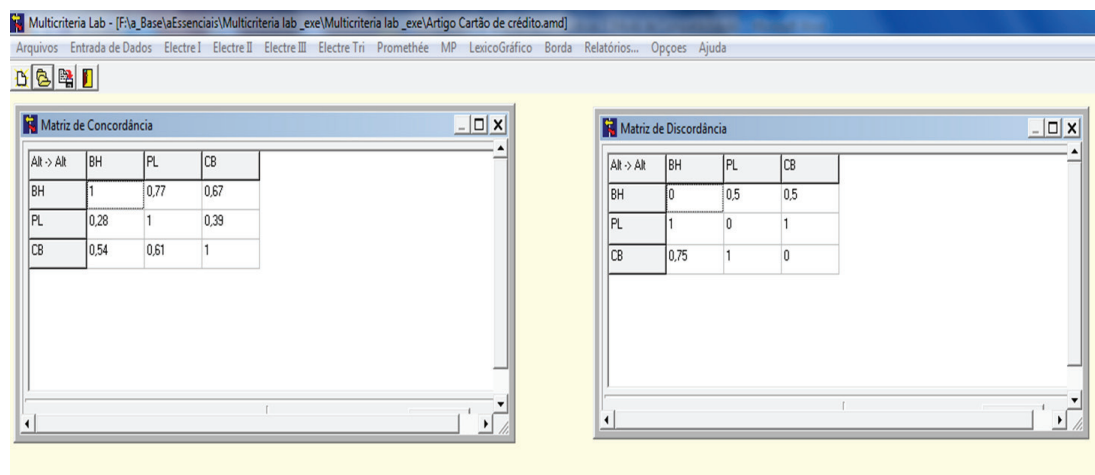 Multicriteria Lab - [F:\a_Base\aEssenciais\Multicriteria lab _exe\Multicriteria lab _exe\Artigo Cartão de crédito.amd]
Arquivos Entrada de Dados Electre I Electre II Electre III Electre Tri Promethée MP LexicoGráfico Borda Relatórios... Opçoes Ajuda
Matriz de Concordância
Alt -> Alt BH PL CB
BH 1 0,77 0,67
PL 0,28 1 0,39
CB 0,54 0,61 1
Matriz de Discordância
Alt -> Alt BH PL CB
BH 0 0,5 0,5
PL 1 0 1
CB 0,75 1 0